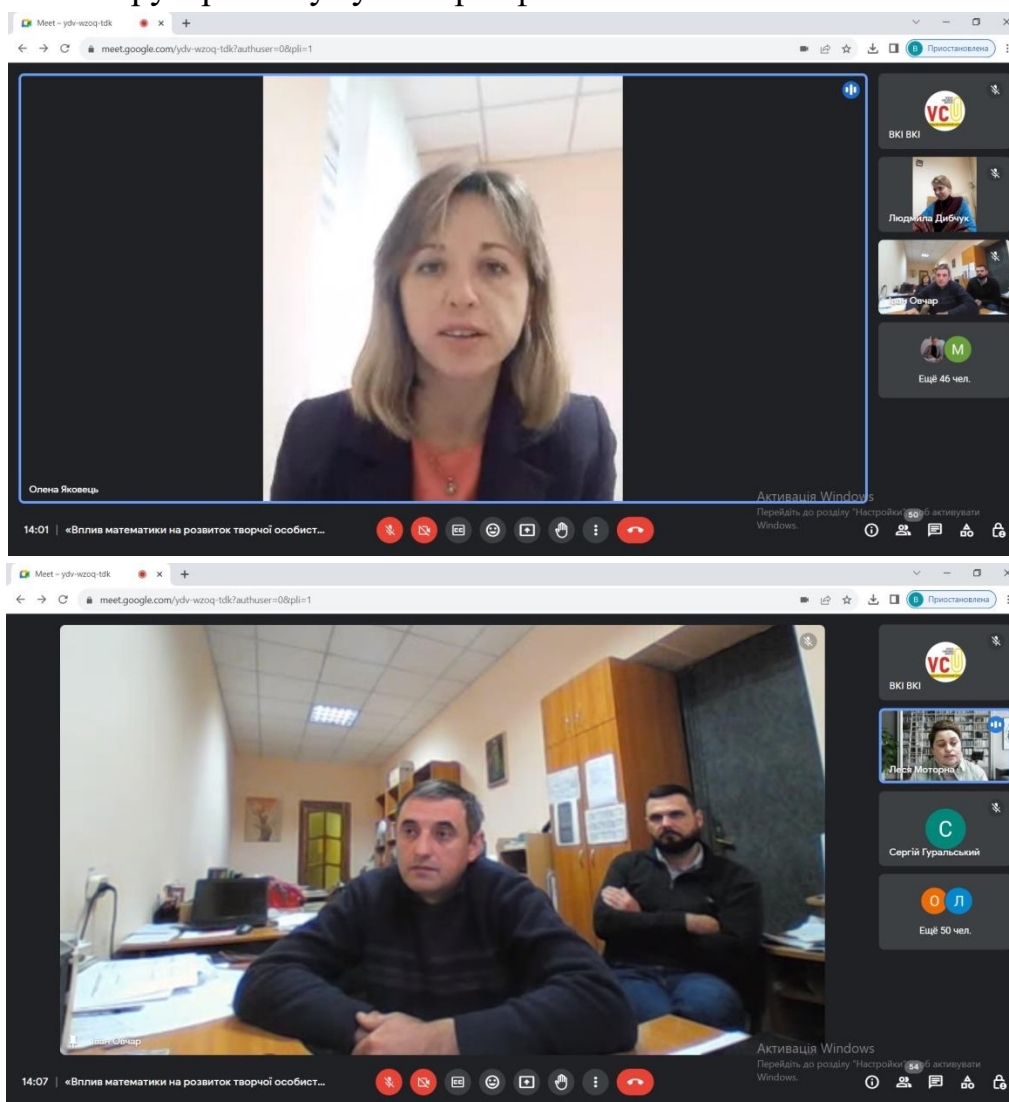 Meet – ydv-wzoq-tdk
meet.google.com/ydv-wzoq-tdk?authuser=0&pli=1
В
Приостановлена
VCU
ВКІ ВКІ
Людмила Дибчук
Іван Овчар
М
Ещё 46 чел.
Олена Яковець
Активація Windows
Перейдіть до розділу "Настройки" активувати
Windows.
14:01 | «Вплив математики на розвиток творчої особист...
50
Meet – ydv-wzoq-tdk
meet.google.com/ydv-wzoq-tdk?authuser=0&pli=1
В
Приостановлена
VCU
ВКІ ВКІ
Леся Моторна
С
Сергій Гуральський
О Л
Ещё 50 чел.
Овчар
Активація Windows
Перейдіть до розділу "Настройки" активувати
Windows.
14:07 | «Вплив математики на розвиток творчої особист...
54